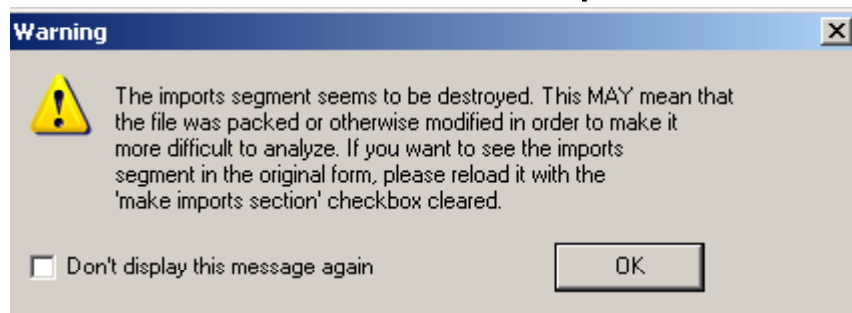 Warning
The imports segment seems to be destroyed. This MAY mean that
the file was packed or otherwise modified in order to make it
more difficult to analyze. If you want to see the imports
segment in the original form, please reload it with the
'make imports section' checkbox cleared.
Don't display this message again
OK